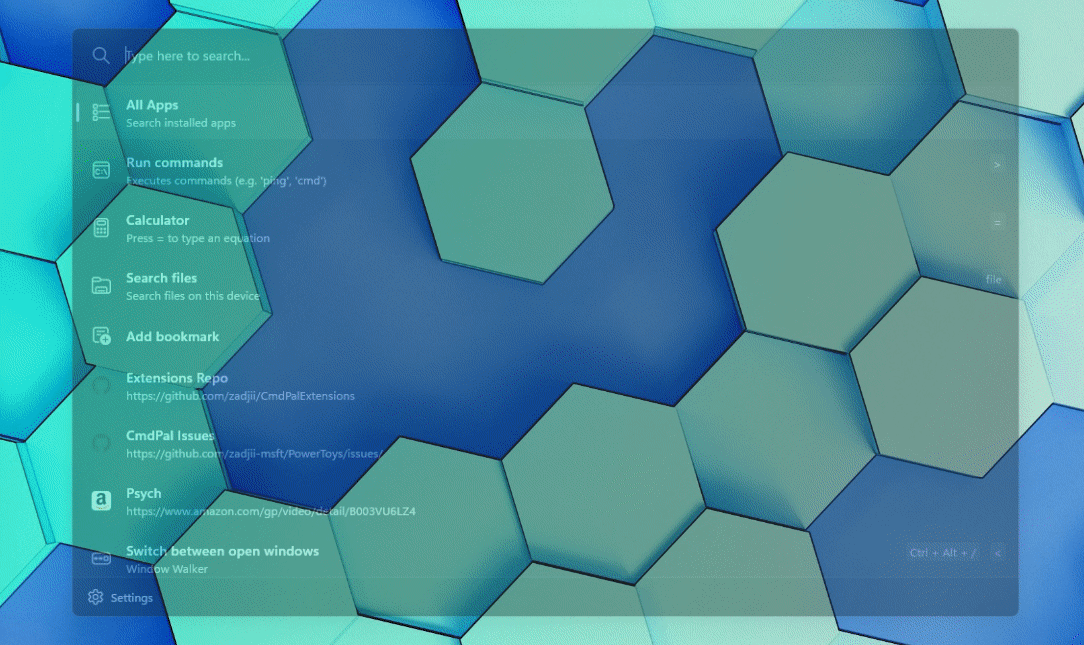 Type here to search...
All Apps
Search installed apps
Run commands
Executes commands (e.g. 'ping', 'cmd')
>
C:\
Calculator
Press = to type an equation
=
Search files
Search files on this device
file
Add bookmark
Extensions Repo
https://github.com/zadjii/CmdPalExtensions
CmdPal Issues
https://github.com/zadjii-msft/PowerToys/issues/
a
Psych
https://www.amazon.com/gp/video/detail/B003VU6LZ4
Switch between open windows
Window Walker
Ctrl + Alt + / <
Settings